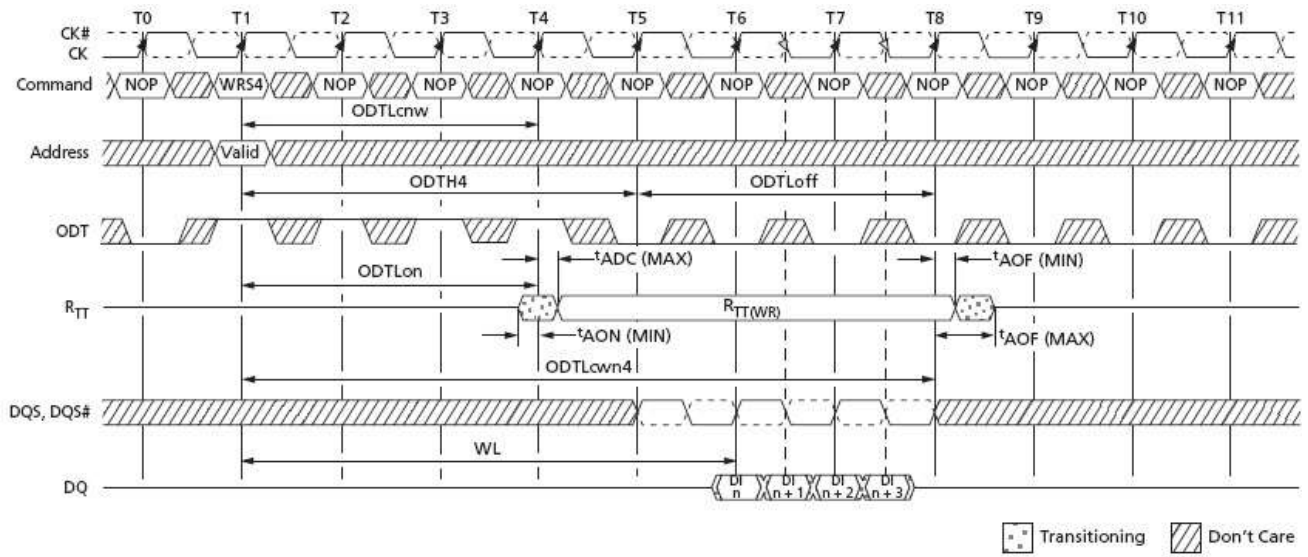 T0 T1 T2 T3 T4 T5 T6 T7 T8 T9 T10 T11
CK#
CK
Command NOP WRS4 NOP NOP NOP NOP NOP NOP NOP NOP NOP NOP
ODTLcnw
Address Valid
ODTH4 ODTLoff
ODT
tADC (MAX) tAOF (MIN)
ODTLon
RTT RTT(WR)
tAON (MIN) tAOF (MAX)
ODTLcwn4
DQS, DQS#
WL
DQ DI n DI n + 1 DI n + 2 DI n + 3
Transitioning Don't Care